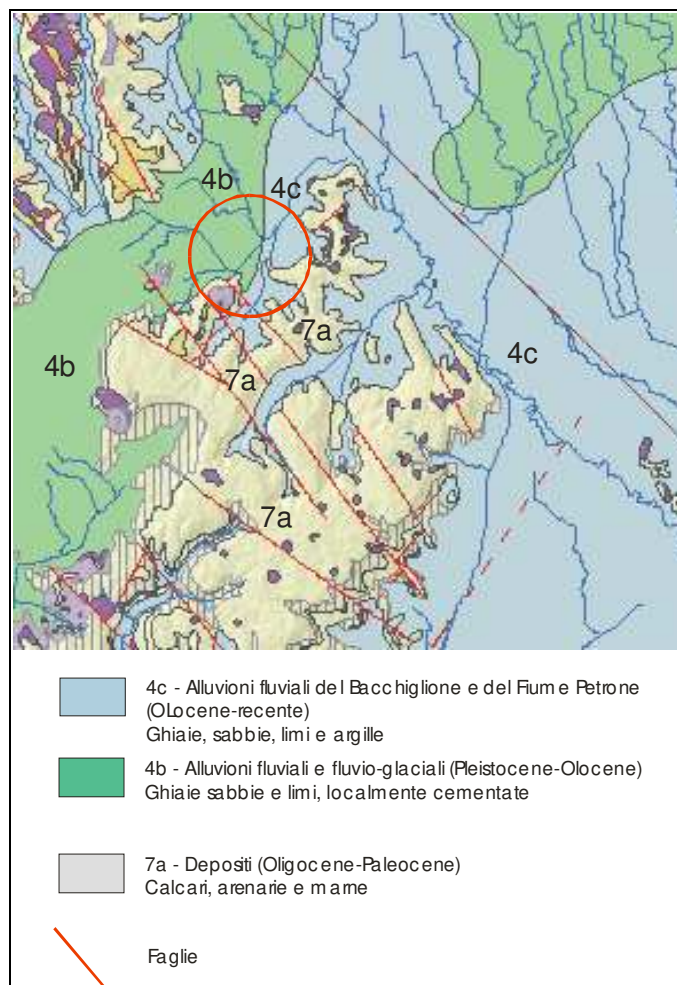 4b
4c
7a
4c
4b
7a
7a
4c - Alluvioni fluviali del Bacchiglione e del Fiume Petrone
(OLocene-recente)
Ghiaie, sabbie, limi e argille
4b - Alluvioni fluviali e fluvio-glaciali (Pleistocene-Olocene)
Ghiaie sabbie e limi, localmente cementate
7a - Depositi (Oligocene-Paleocene)
Calcari, arenarie e marne
Faglie